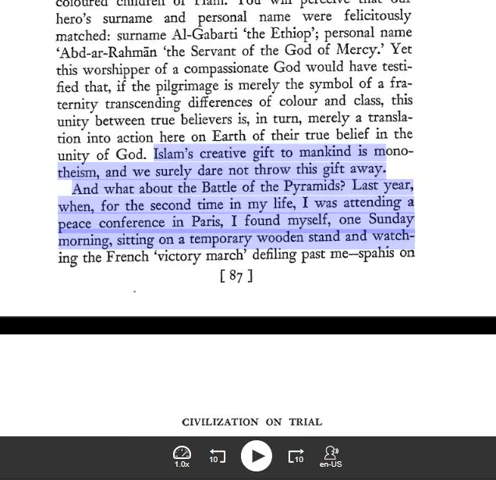 coloured children of Ham. You will perceive that our
hero's surname and personal name were felicitously
matched: surname Al-Gabarti ‘the Ethiop’; personal name
‘Abd-ar-Rahmān ‘the Servant of the God of Mercy.’ Yet
this worshipper of a compassionate God would have testi-
fied that, if the pilgrimage is merely the symbol of a fra-
ternity transcending differences of colour and class, this
unity between true believers is, in turn, merely a transla-
tion into action here on Earth of their true belief in the
unity of God. Islam's creative gift to mankind is mono-
theism, and we surely dare not throw this gift away.
And what about the Battle of the Pyramids? Last year,
when, for the second time in my life, I was attending a
peace conference in Paris, I found myself, one Sunday
morning, sitting on a temporary wooden stand and watch-
ing the French ‘victory march’ defiling past me—spahis on
[ 87 ]
CIVILIZATION ON TRIAL
1.0x
10
10
en-US